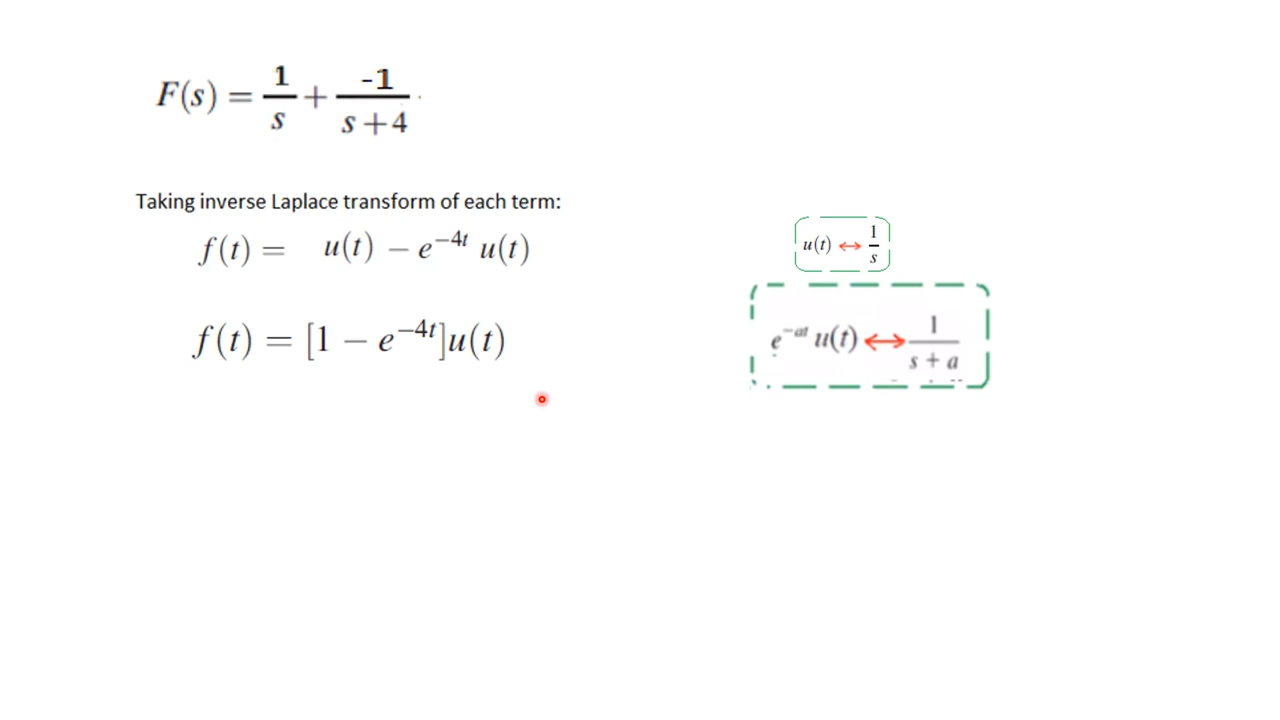 F(s) = 1/s + -1/(s+4)
Taking inverse Laplace transform of each term:
f(t) = u(t) − e^{−4t} u(t)
u(t) ↔ 1/s
f(t) = [1 − e^{−4t}]u(t)
e^{−at} u(t) ↔ 1/(s + a)